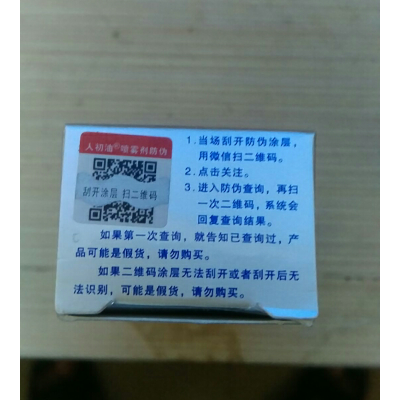 人初油®喷雾剂防伪
刮开涂层 扫二维码
1. 当场刮开防伪涂层,
用微信扫二维码。
2. 点击关注。
3. 进入防伪查询，再扫
一次二维码，系统会
回复查询结果。
如果第一次查询，就告知已查询过，产
品可能是假货，请勿购买。
如果二维码涂层无法刮开或者刮开后无
法识别，可能是假货，请勿购买。